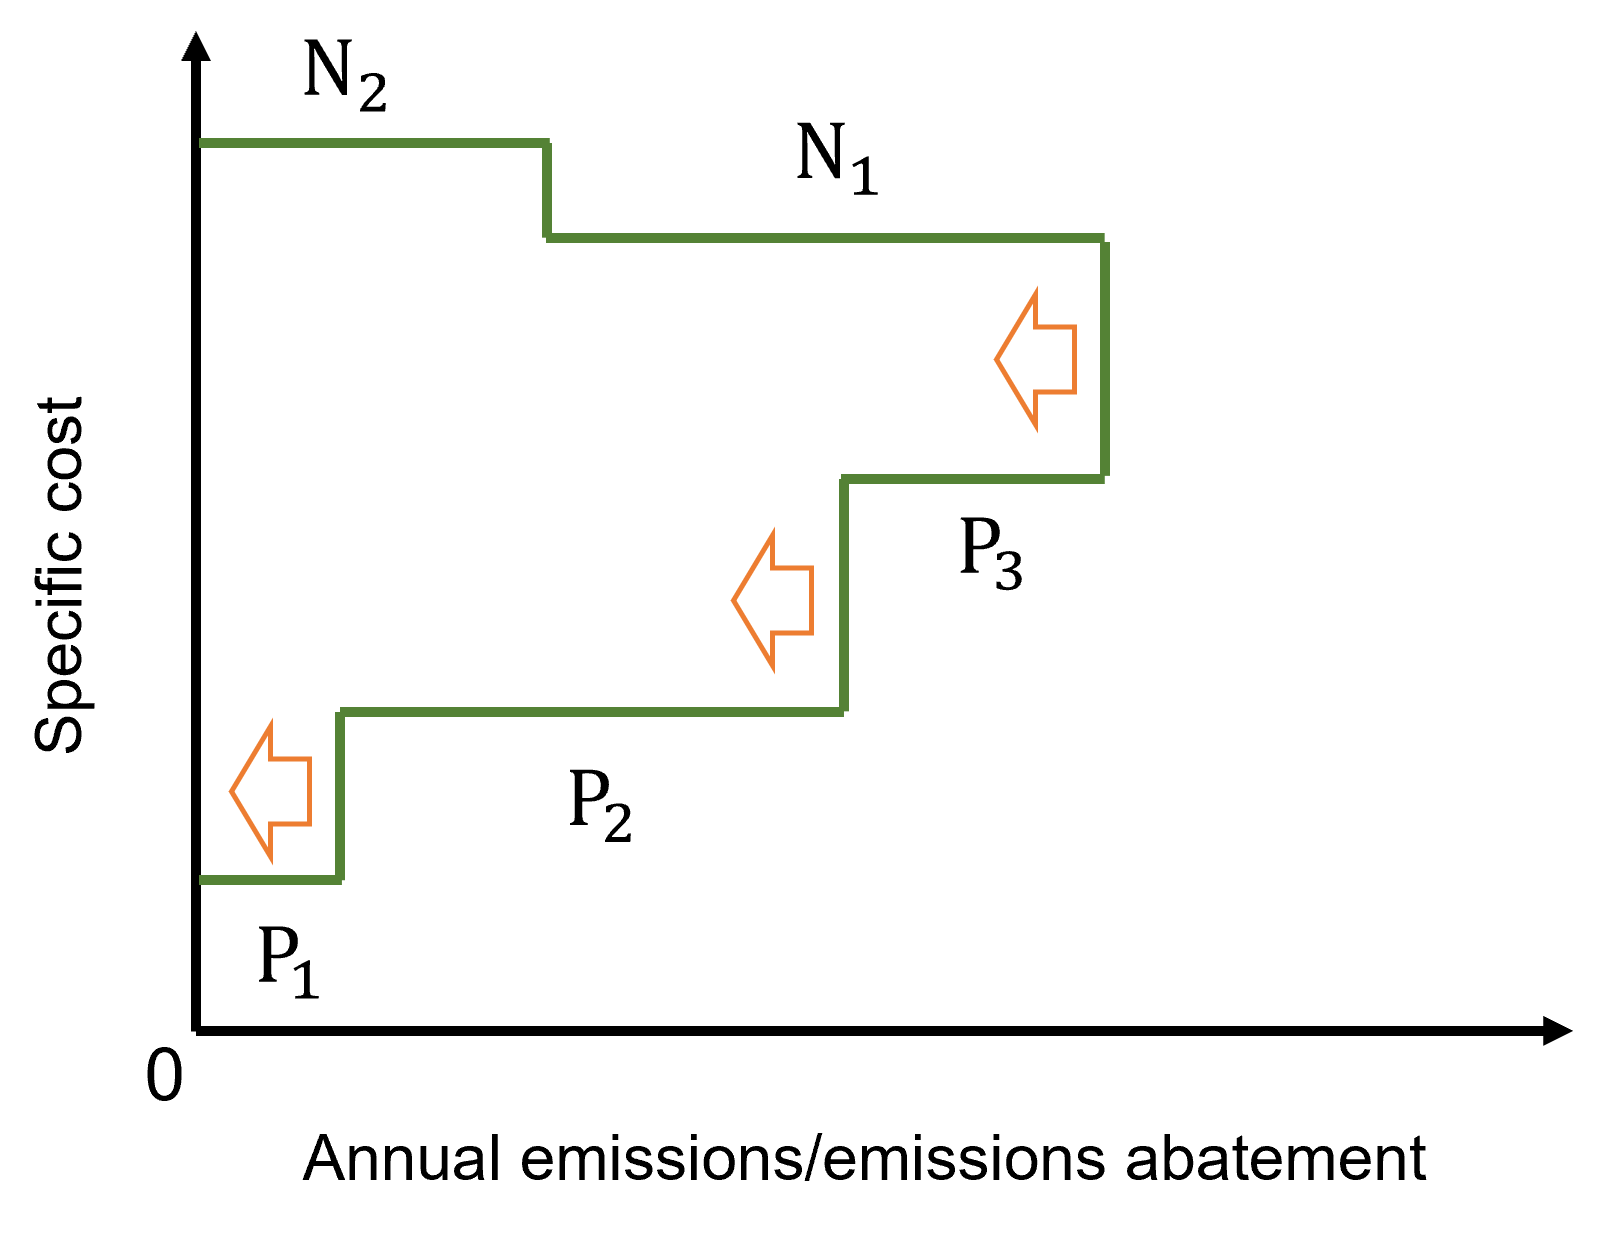 N₂
N₁
P₃
P₂
P₁
Specific cost
0
Annual emissions/emissions abatement